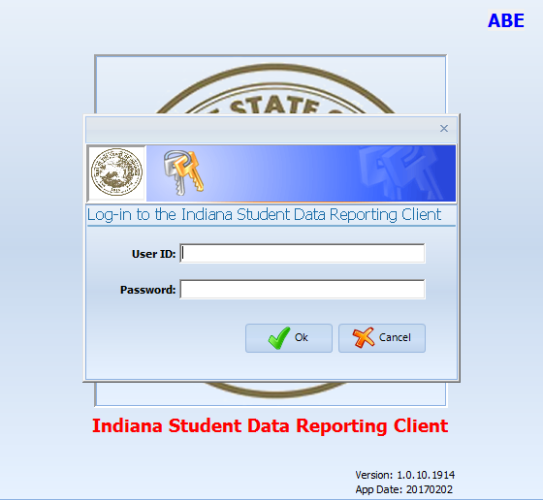 ABE
STATE
Log-in to the Indiana Student Data Reporting Client
User ID:
Password:
Ok
Cancel
Indiana Student Data Reporting Client
Version: 1.0.10.1914
App Date: 20170202